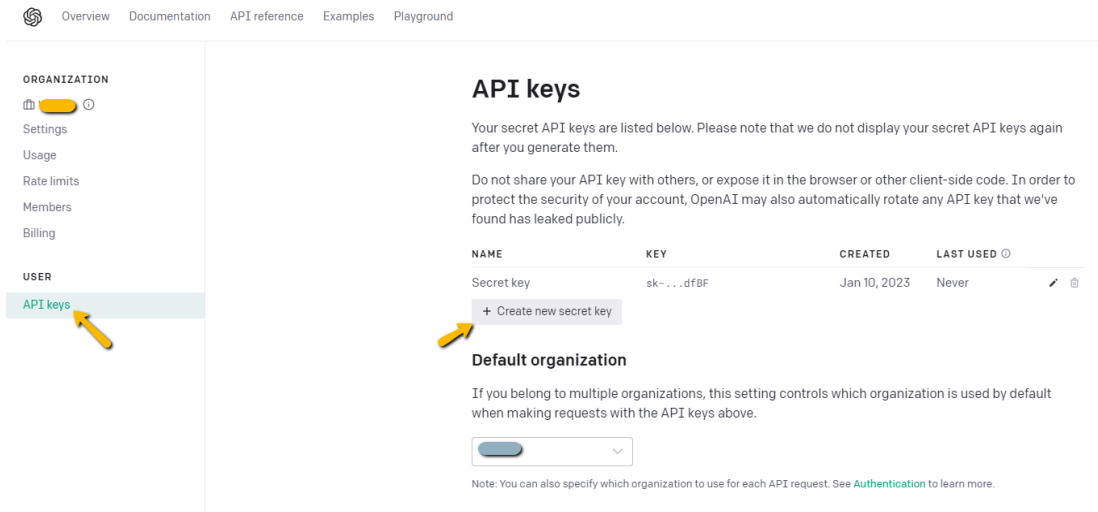 Overview Documentation API reference Examples Playground
ORGANIZATION
Settings
Usage
Rate limits
Members
Billing
USER
API keys
API keys
Your secret API keys are listed below. Please note that we do not display your secret API keys again
after you generate them.
Do not share your API key with others, or expose it in the browser or other client-side code. In order to
protect the security of your account, OpenAI may also automatically rotate any API key that we've
found has leaked publicly.
NAME KEY CREATED LAST USED
Secret key sk-...dfBF Jan 10, 2023 Never
+ Create new secret key
Default organization
If you belong to multiple organizations, this setting controls which organization is used by default
when making requests with the API keys above.
Note: You can also specify which organization to use for each API request. See Authentication to learn more.